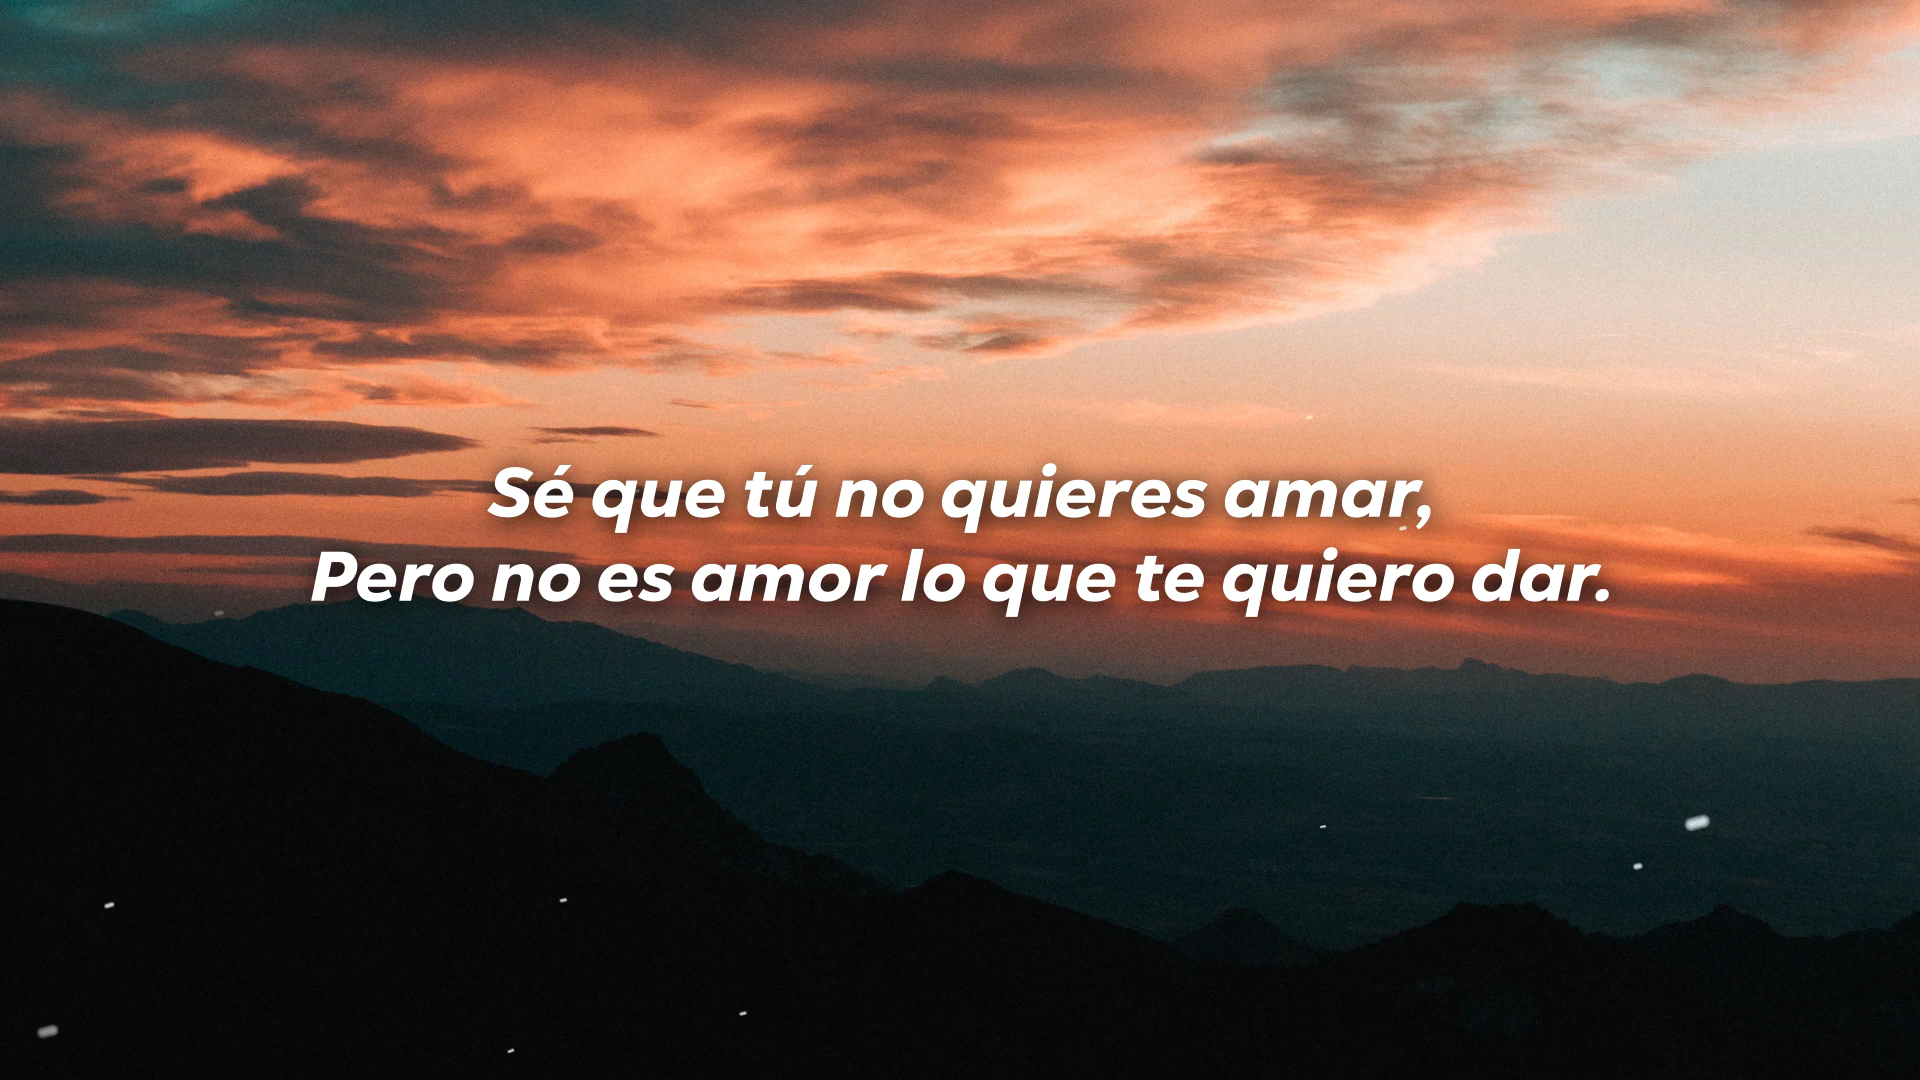 Sé que tú no quieres amar,
Pero no es amor lo que te quiero dar.